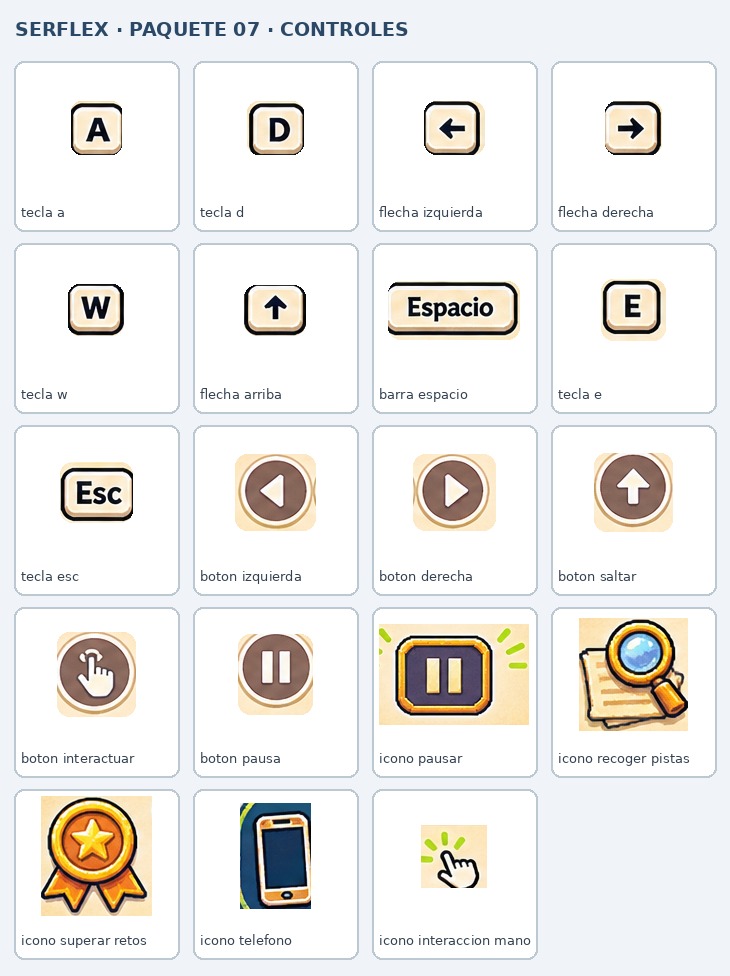 SERFLEX · PAQUETE 07 · CONTROLES
A
D
tecla a
tecla d
flecha izquierda
flecha derecha
W
Espacio
E
tecla w
flecha arriba
barra espacio
tecla e
Esc
tecla esc
boton izquierda
boton derecha
boton saltar
boton interactuar
boton pausa
icono pausar
icono recoger pistas
icono superar retos
icono telefono
icono interaccion mano